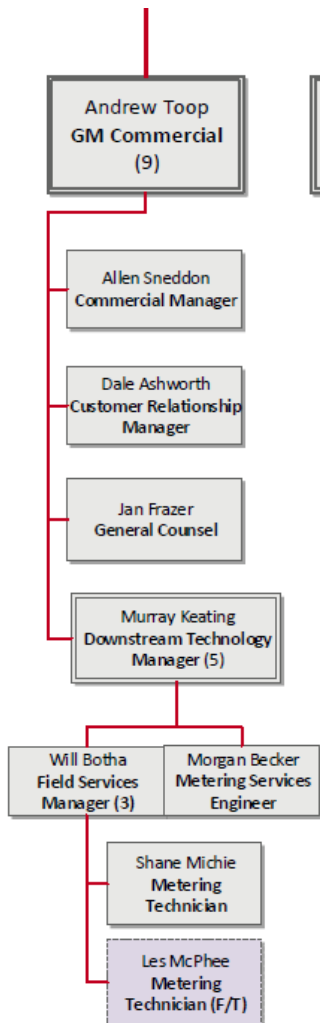 Andrew Toop
GM Commercial
(9)
Allen Sneddon
Commercial Manager
Dale Ashworth
Customer Relationship
Manager
Jan Frazer
General Counsel
Murray Keating
Downstream Technology
Manager (5)
Will Botha
Field Services
Manager (3)
Morgan Becker
Metering Services
Engineer
Shane Michie
Metering
Technician
Les McPhee
Metering
Technician (F/T)